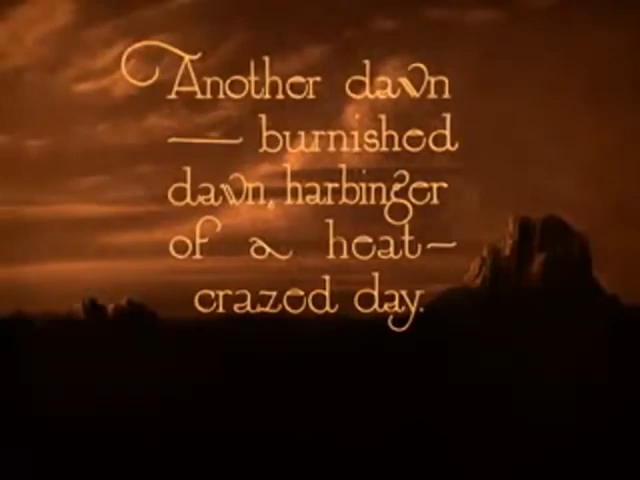 Another dawn
— burnished
dawn, harbinger
of a heat-
crazed day.